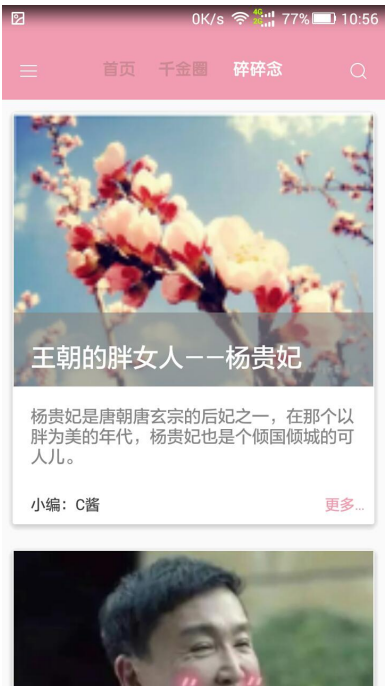 0K/s 4G 2G 77% 10:56
首页 千金圈 碎碎念
王朝的胖女人——杨贵妃
杨贵妃是唐朝唐玄宗的后妃之一，在那个以
胖为美的年代，杨贵妃也是个倾国倾城的可
人儿。
小编：C酱 更多...